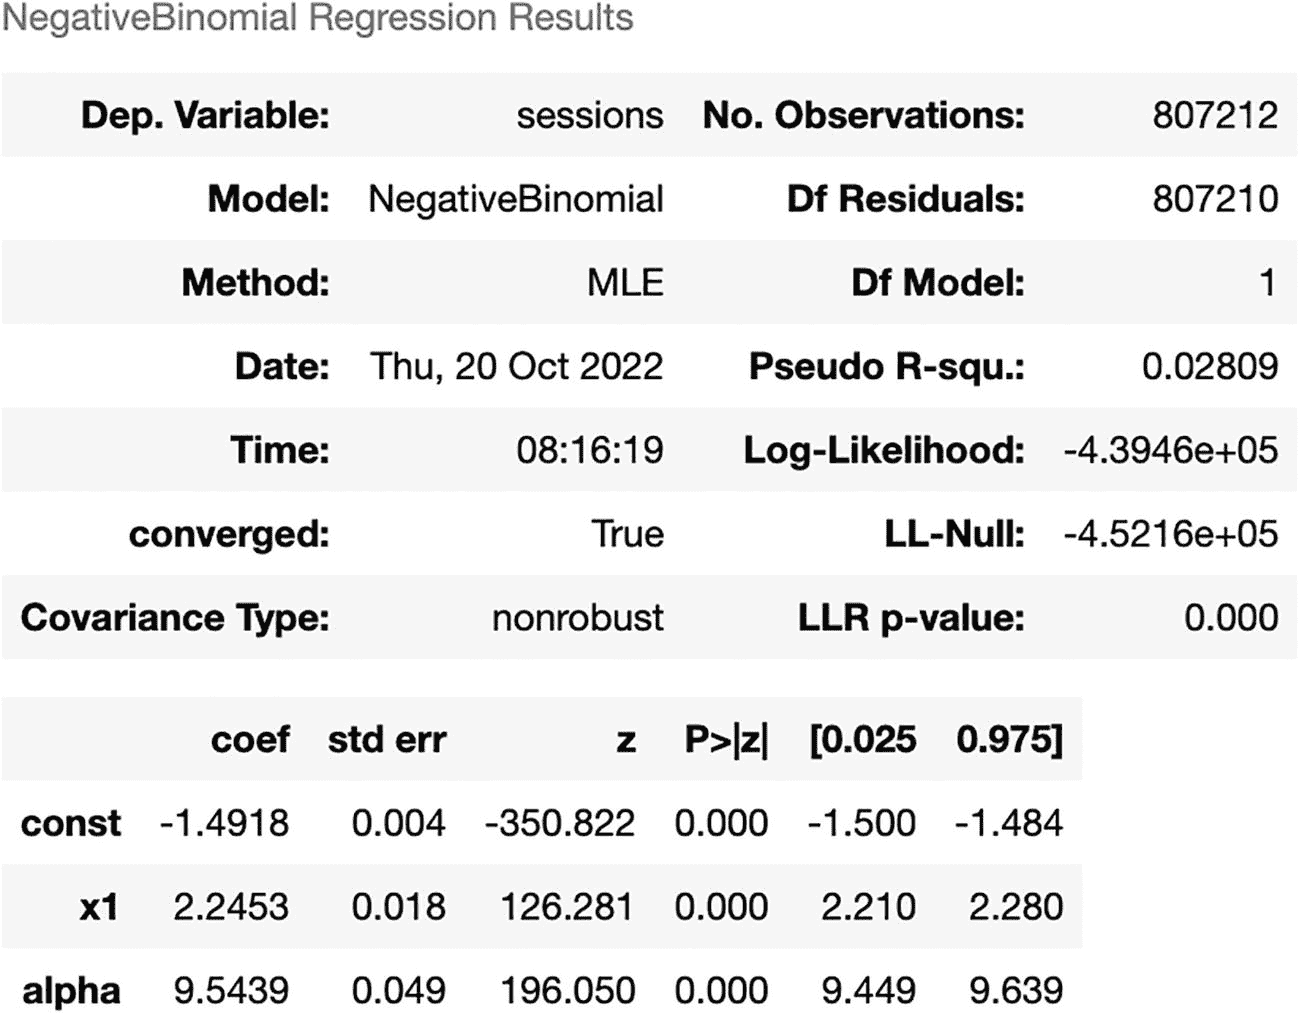 NegativeBinomial Regression Results
Dep. Variable: sessions No. Observations: 807212
Model: NegativeBinomial Df Residuals: 807210
Method: MLE Df Model: 1
Date: Thu, 20 Oct 2022 Pseudo R-squ.: 0.02809
Time: 08:16:19 Log-Likelihood: -4.3946e+05
converged: True LL-Null: -4.5216e+05
Covariance Type: nonrobust LLR p-value: 0.000
coef std err z P>|z| [0.025 0.975]
const -1.4918 0.004 -350.822 0.000 -1.500 -1.484
x1 2.2453 0.018 126.281 0.000 2.210 2.280
alpha 9.5439 0.049 196.050 0.000 9.449 9.639